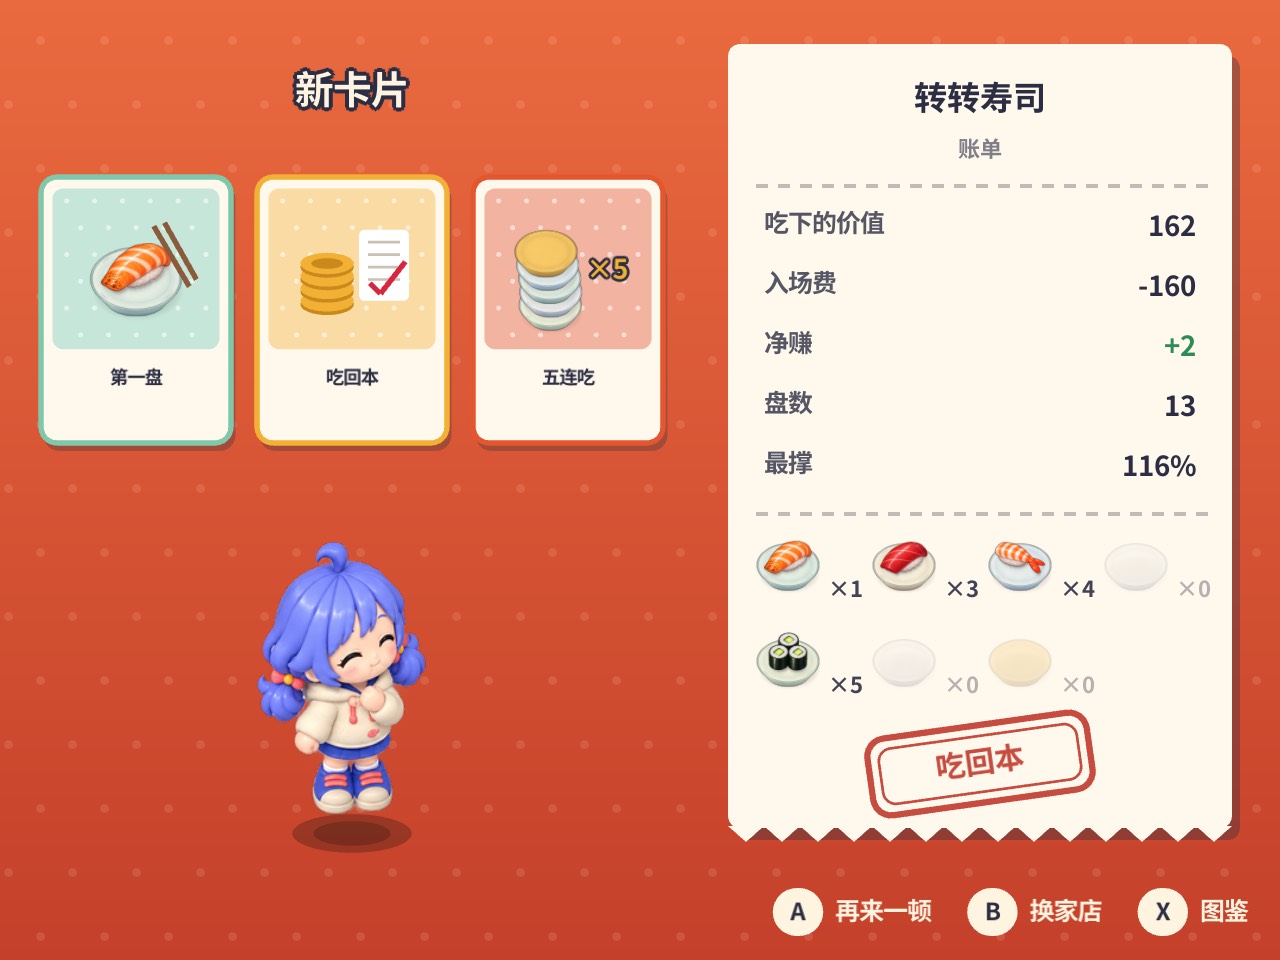 新卡片
第一盘
吃回本
×5
五连吃
转转寿司
账单
吃下的价值 162
入场费 -160
净赚 +2
盘数 13
最撑 116%
×1 ×3 ×4 ×0
×5 ×0 ×0
吃回本
A 再来一顿 B 换家店 X 图鉴